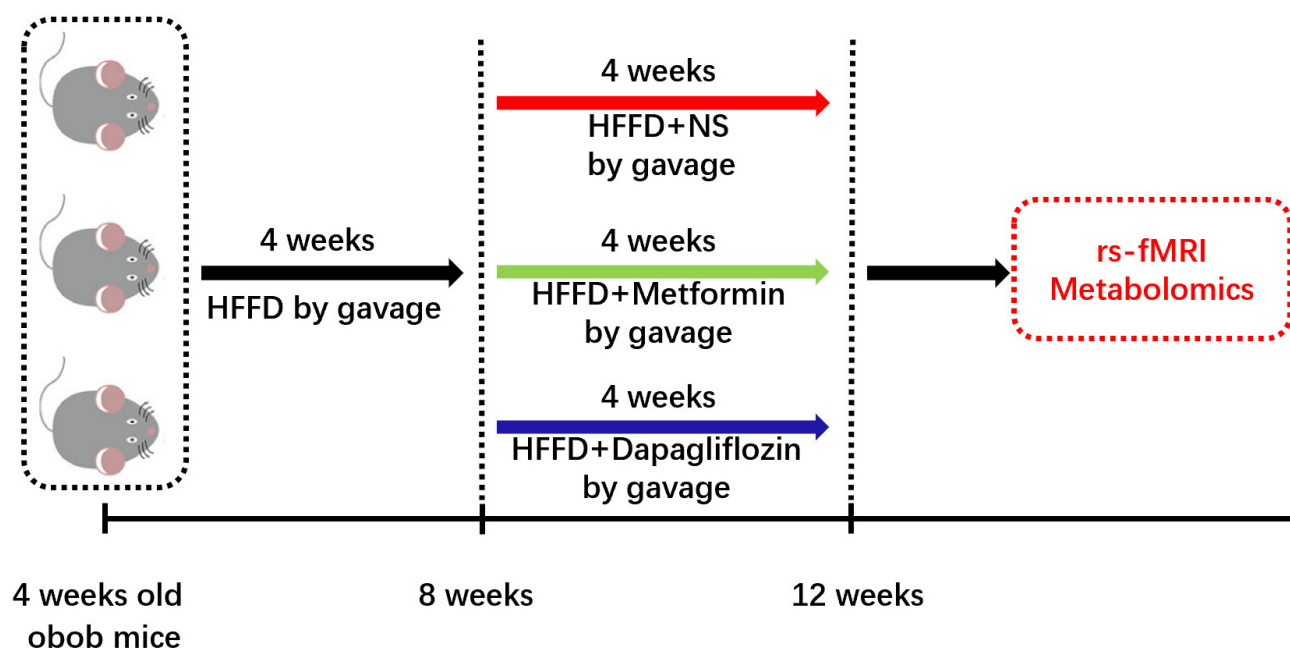 4 weeks
HFFD by gavage
4 weeks
HFFD+NS
by gavage
4 weeks
HFFD+Metformin
by gavage
4 weeks
HFFD+Dapagliflozin
by gavage
rs-fMRI
Metabolomics
4 weeks old
obob mice
8 weeks
12 weeks